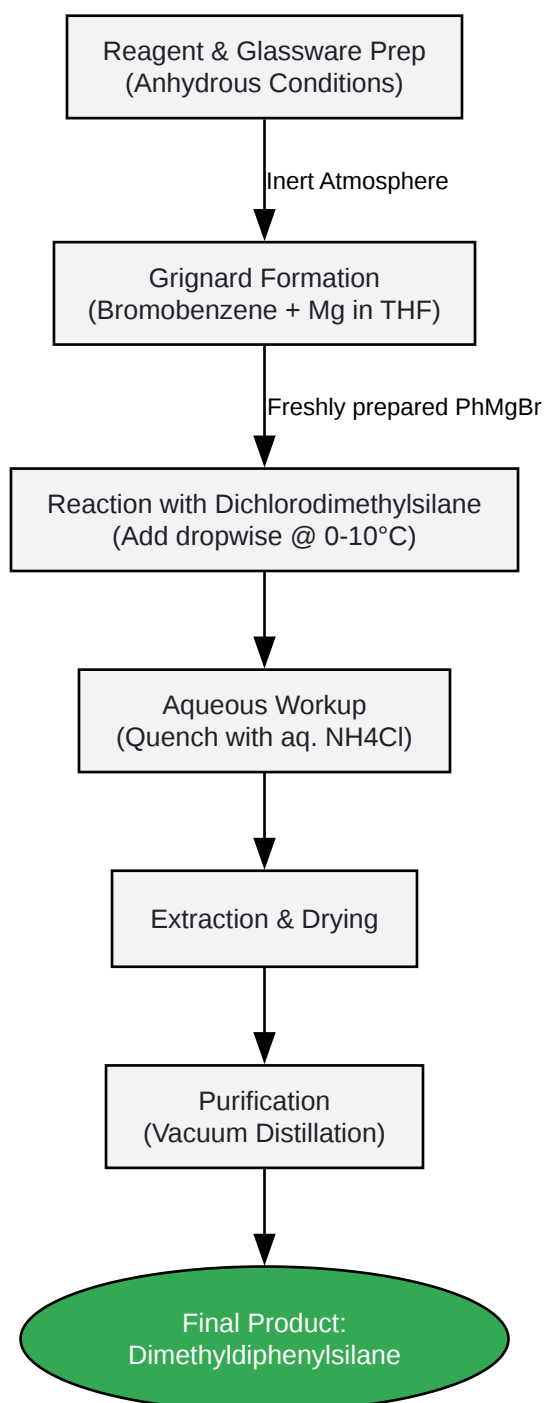 Reagent & Glassware Prep
(Anhydrous Conditions)
Inert Atmosphere
Grignard Formation
(Bromobenzene + Mg in THF)
Freshly prepared PhMgBr
Reaction with Dichlorodimethylsilane
(Add dropwise @ 0-10°C)
Aqueous Workup
(Quench with aq. NH4Cl)
Extraction & Drying
Purification
(Vacuum Distillation)
Final Product:
Dimethyldiphenylsilane